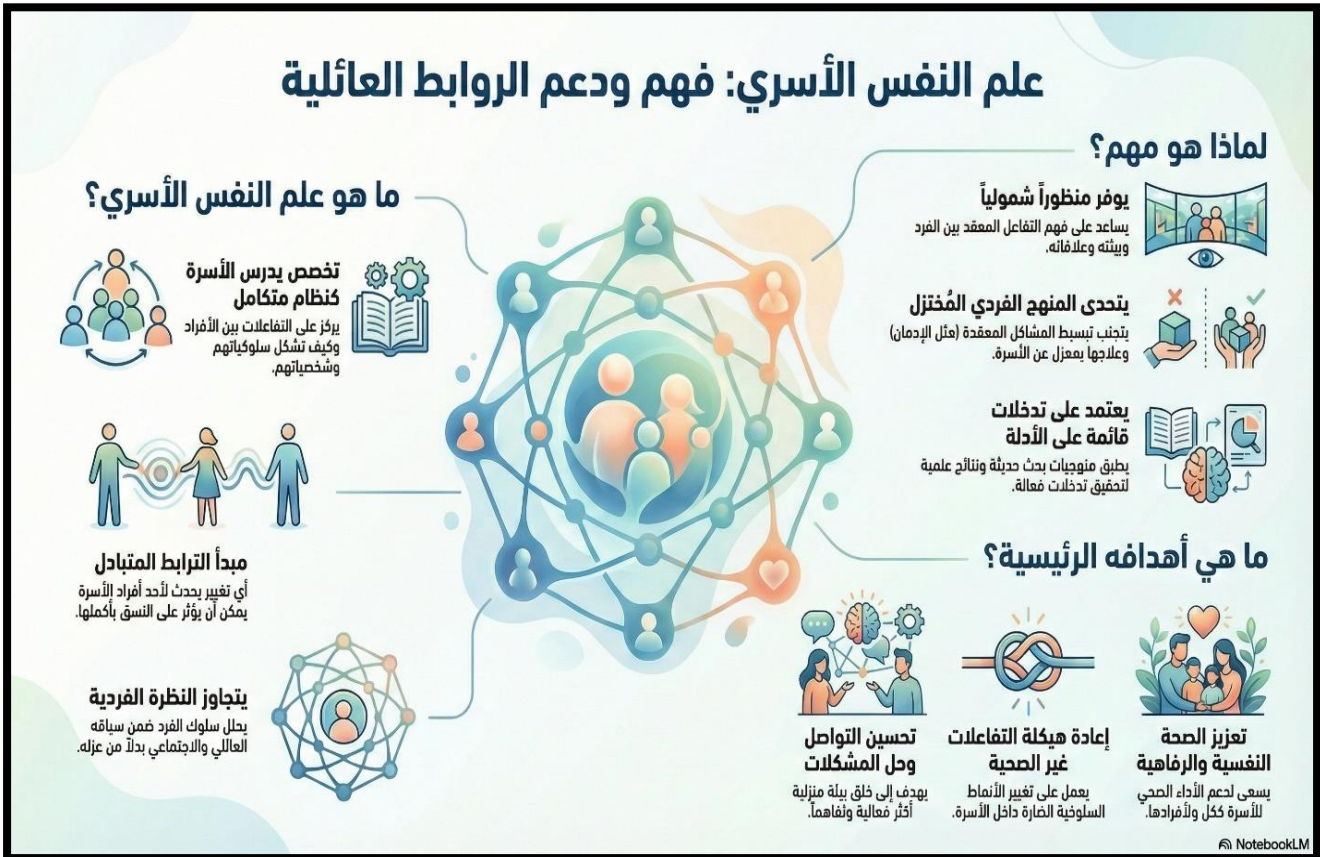 علم النفس الأسري: فهم ودعم الروابط العائلية
لماذا هو مهم؟
يوفر منظوراً شمولياً
يساعد على فهم التفاعل المعقد بين الفرد
وبيئته وعلاقاته.
يتحدى المنهج الفردي المُختزل
يتجنب تبسيط المشاكل المعقدة (مثل الإدمان)
وعلاجها بمعزل عن الأسرة.
يعتمد على تدخلات
قائمة على الأدلة
يطبق منهجيات بحث حديثة ونتائج علمية
لتحقيق تدخلات فعالة.
ما هي أهدافه الرئيسية؟
تعزيز الصحة
النفسية والرفاهية
يسعى لدعم الأداء الصحي
للأسرة ككل ولأفرادها.
إعادة هيكلة التفاعلات
غير الصحية
يعمل على تغيير الأنماط
السلوخية الضارة داخل الأسرة.
تحسين التواصل
وحل المشكلات
يهدف إلى خلق بيئة منزلية
أكثر فعالية وتفاهماً.
ما هو علم النفس الأسري؟
تخصص يدرس الأسرة
كنظام متكامل
يركز على التفاعلات بين الأفراد
وكيف تشكل سلوكياتهم
وشخصياتهم.
مبدأ الترابط المتبادل
أي تغيير يحدث لأحد أفراد الأسرة
يمكن أن يؤثر على النسق بأكملها.
يتجاوز النظرة الفردية
يحلل سلوك الفرد ضمن سياقه
العائلي والاجتماعي بدلاً من عزله.
NotebookLM